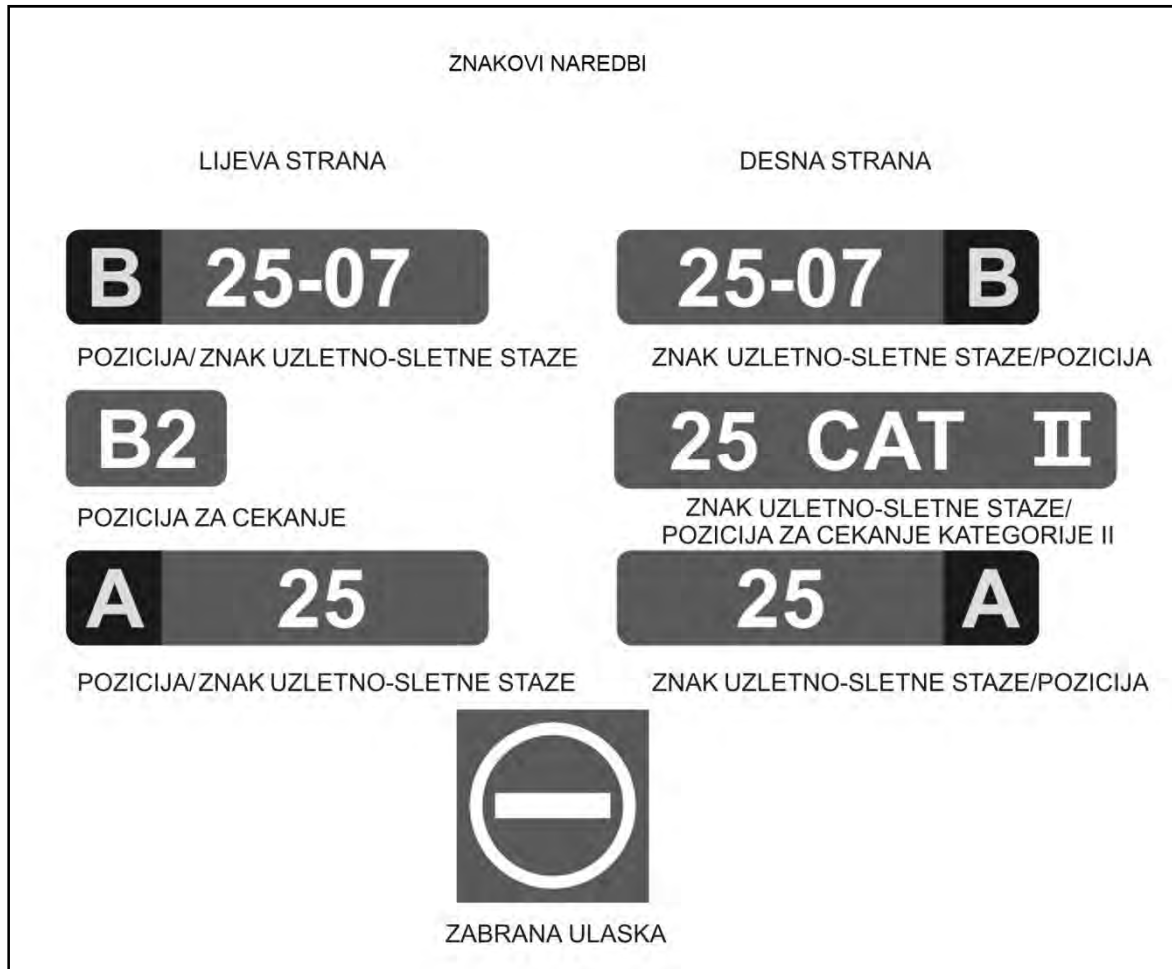 ZNAKOVI NAREDBI
LIJEVA STRANA
DESNA STRANA
B 25-07
25-07 B
POZICIJA/ZNAK UZLETNO-SLETNE STAZE
ZNAK UZLETNO-SLETNE STAZE/POZICIJA
B2
25 CAT II
POZICIJA ZA CEKANJE
ZNAK UZLETNO-SLETNE STAZE/
POZICIJA ZA CEKANJE KATEGORIJE II
A 25
25 A
POZICIJA/ZNAK UZLETNO-SLETNE STAZE
ZNAK UZLETNO-SLETNE STAZE/POZICIJA
ZABRANA ULASKA